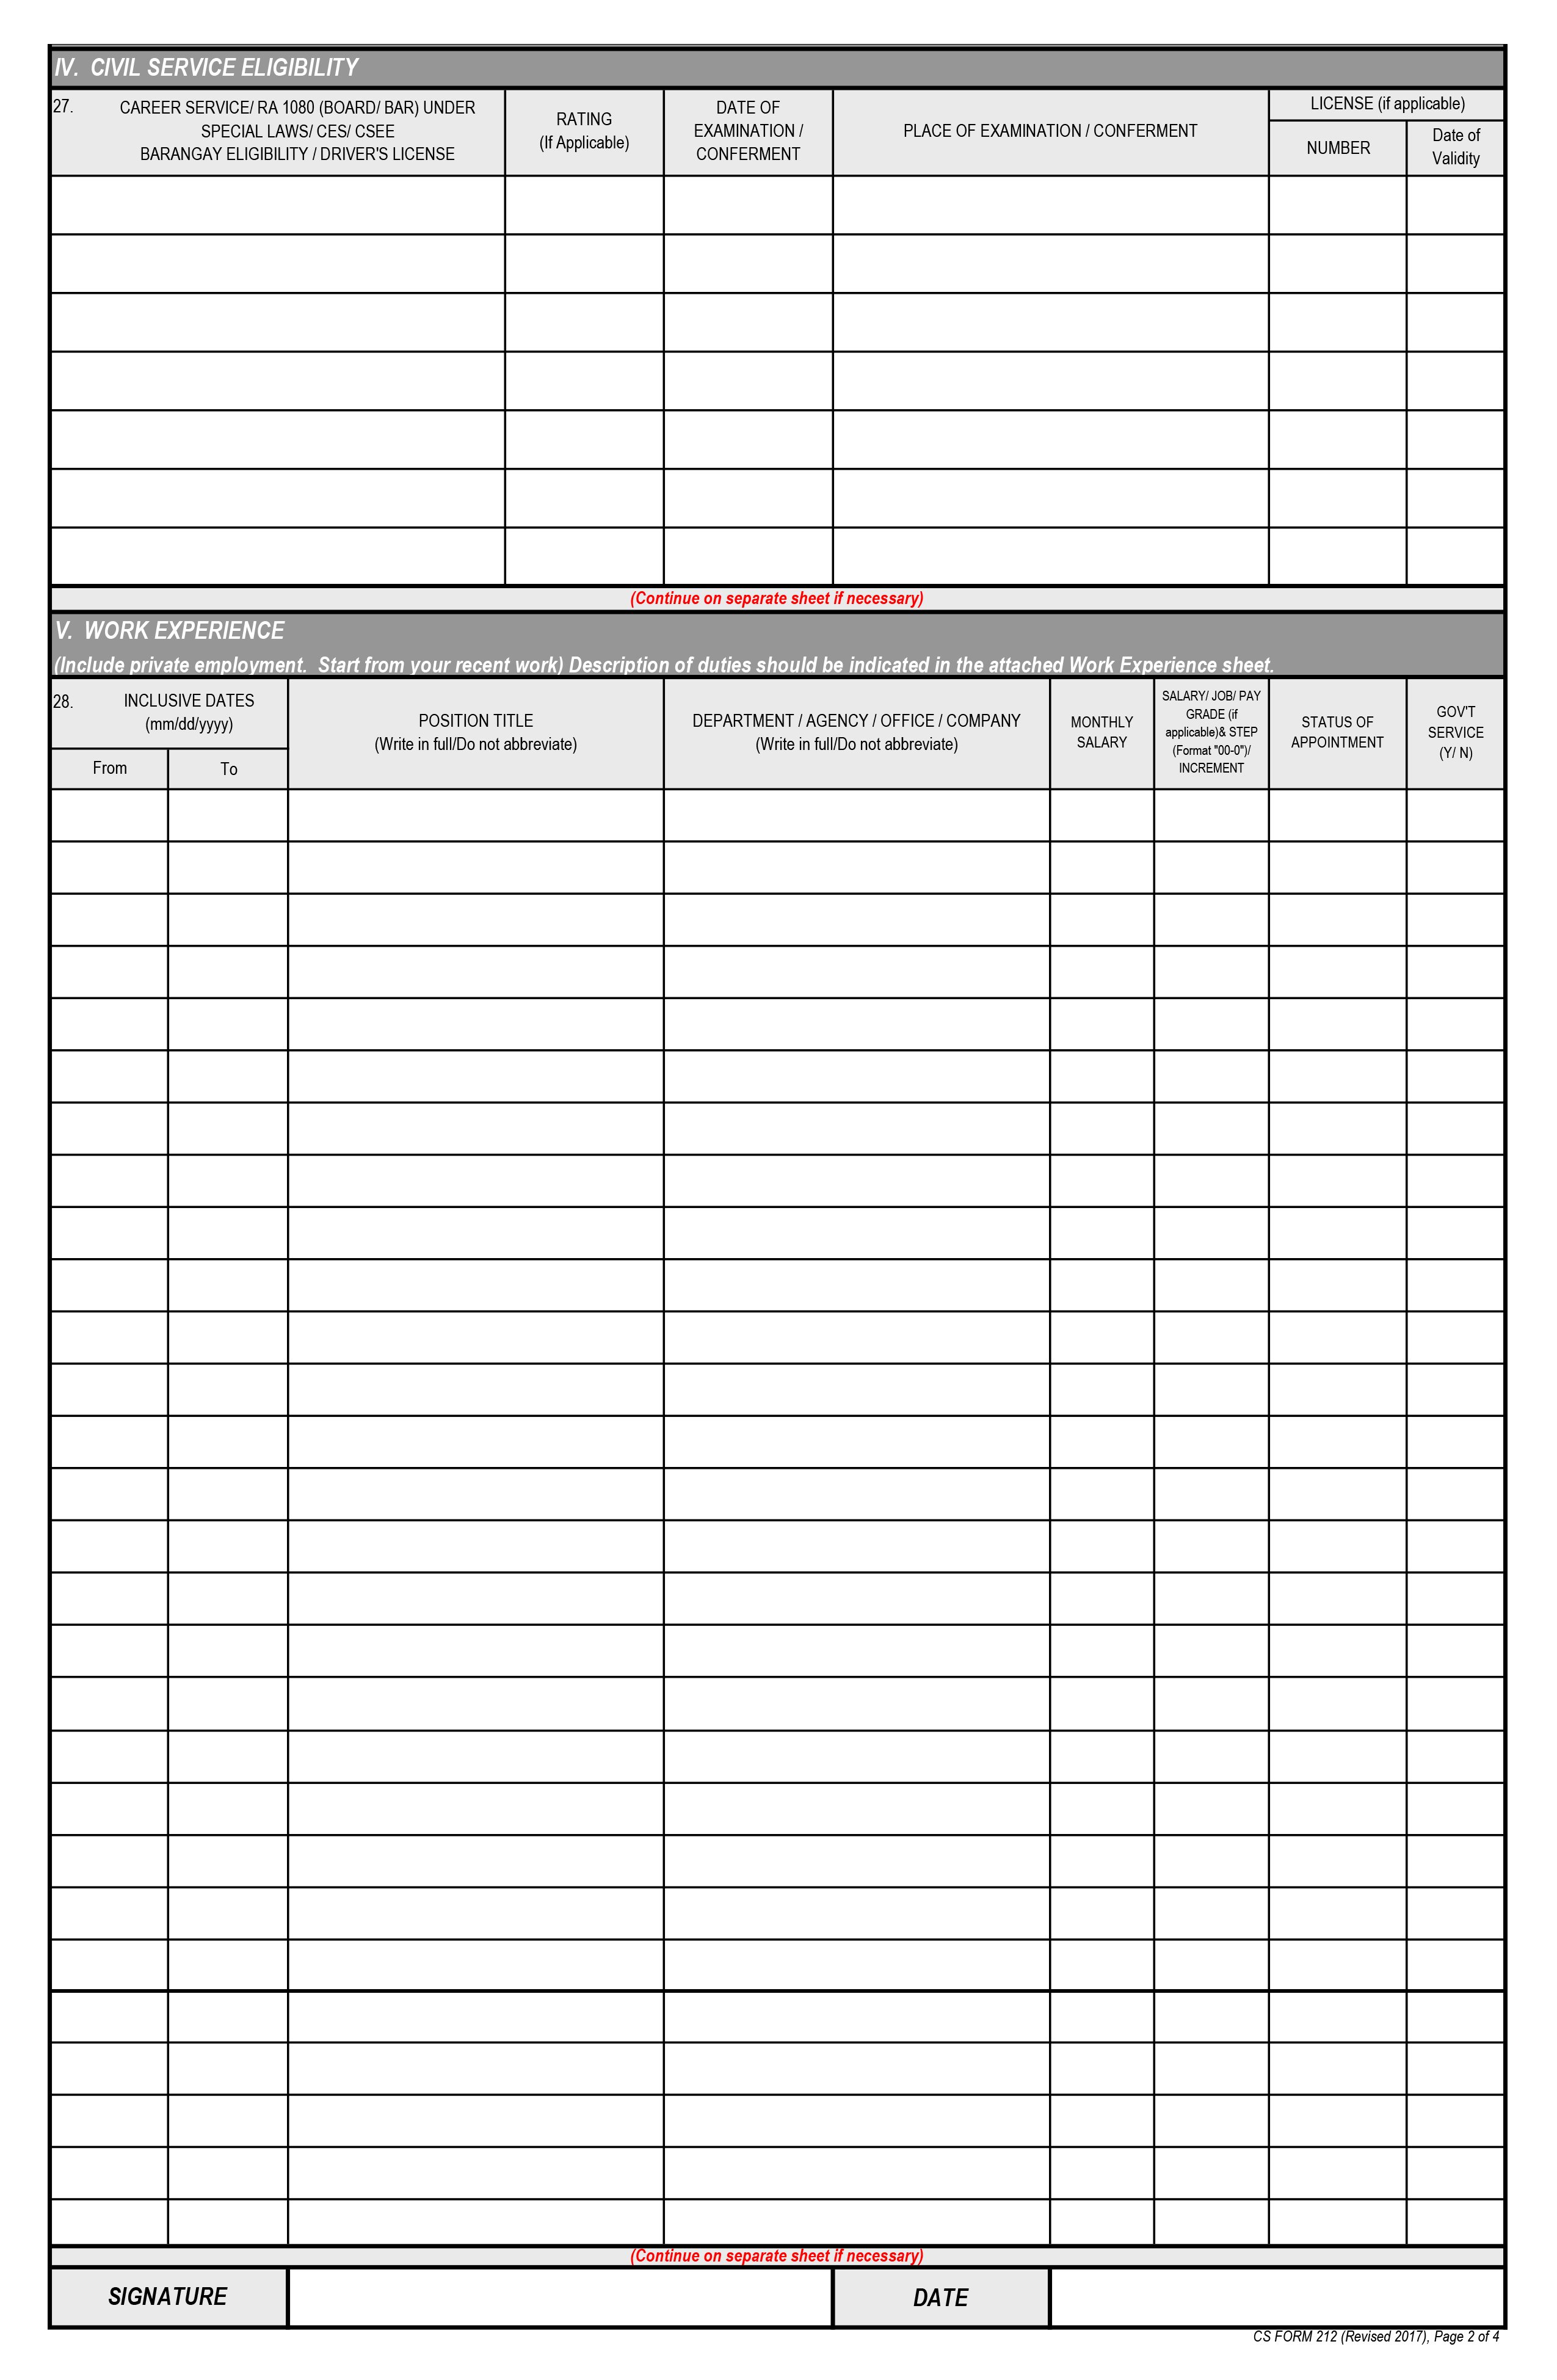 IV.  CIVIL SERVICE ELIGIBILITY
27.
CAREER SERVICE/ RA 1080 (BOARD/ BAR) UNDER
SPECIAL LAWS/ CES/ CSEE
BARANGAY ELIGIBILITY / DRIVER'S LICENSE
RATING
(If Applicable)
DATE OF
EXAMINATION /
CONFERMENT
PLACE OF EXAMINATION / CONFERMENT
LICENSE (if applicable)
NUMBER
Date of
Validity
(Continue on separate sheet if necessary)
V.  WORK EXPERIENCE
(Include private employment.  Start from your recent work) Description of duties should be indicated in the attached Work Experience sheet.
28.
INCLUSIVE DATES
(mm/dd/yyyy)
From
To
POSITION TITLE
(Write in full/Do not abbreviate)
DEPARTMENT / AGENCY / OFFICE / COMPANY
(Write in full/Do not abbreviate)
MONTHLY
SALARY
SALARY/ JOB/ PAY
GRADE (if
applicable)& STEP
(Format "00-0")/
INCREMENT
STATUS OF
APPOINTMENT
GOV'T
SERVICE
(Y/ N)
(Continue on separate sheet if necessary)
SIGNATURE
DATE
CS FORM 212 (Revised 2017), Page 2 of 4